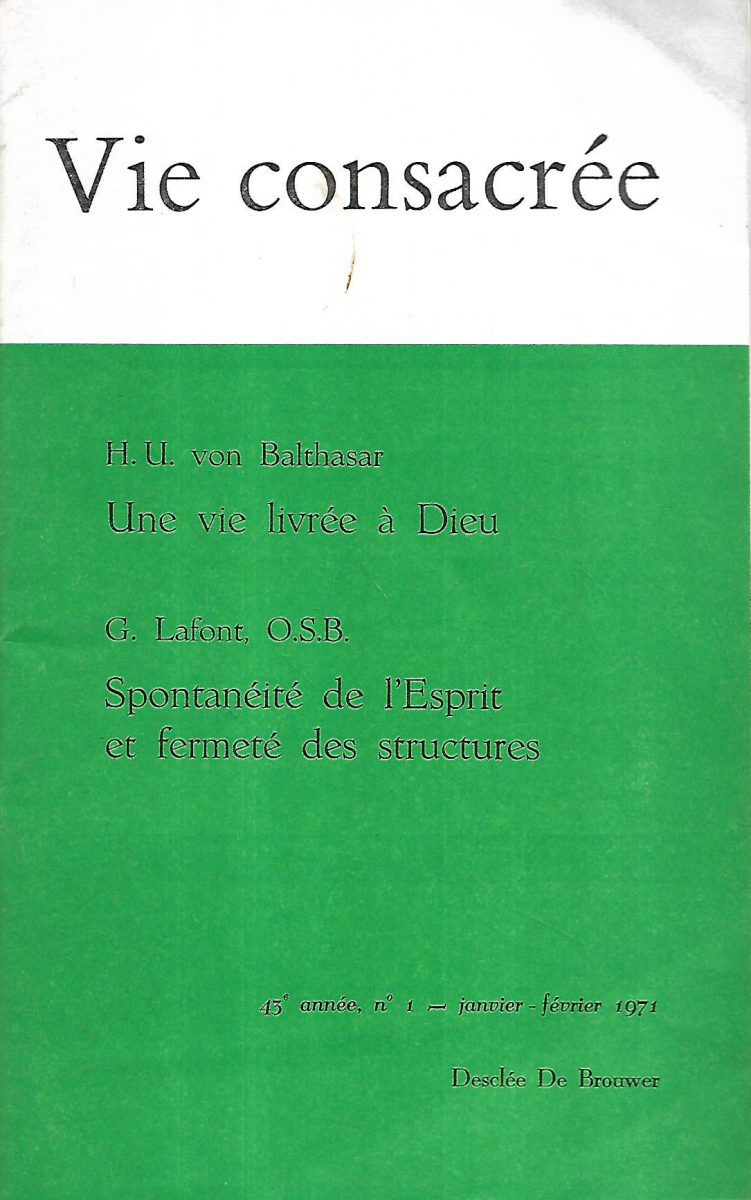 Vie consacrée
H. U. von Balthasar
Une vie livrée à Dieu
G. Lafont, O.S.B.
Spontanéité de l'Esprit
et fermeté des structures
43e année, n° 1 — janvier - février 1971
Desclée De Brouwer